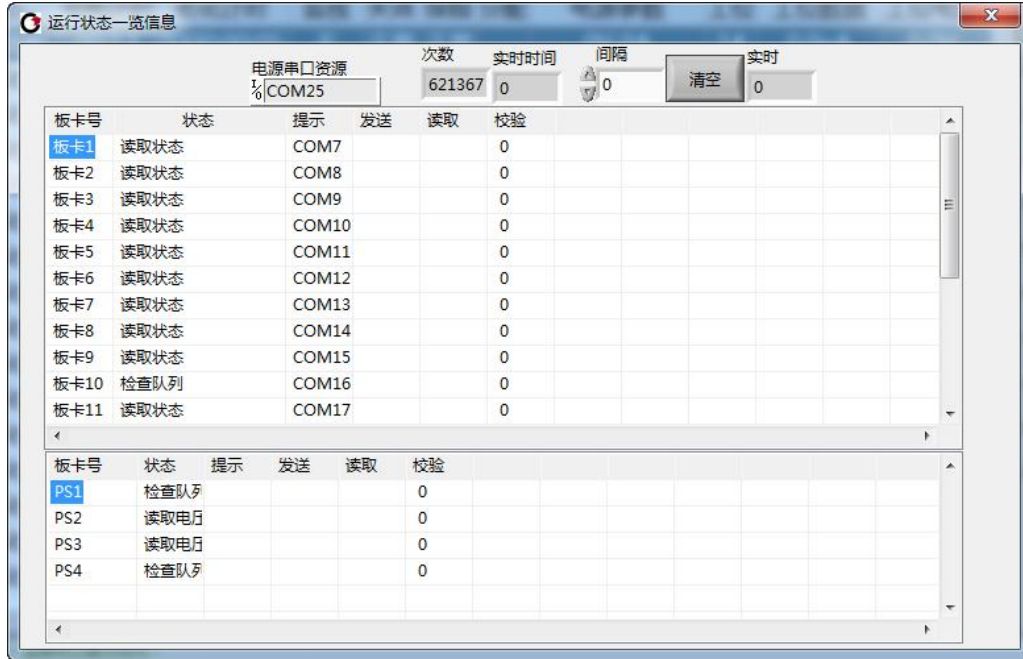 运行状态一览信息
电源串口资源 次数 实时时间 间隔 清空 实时
COM25 621367 0 0 0
板卡号 状态 提示 发送 读取 校验
板卡1 读取状态 COM7 0
板卡2 读取状态 COM8 0
板卡3 读取状态 COM9 0
板卡4 读取状态 COM10 0
板卡5 读取状态 COM11 0
板卡6 读取状态 COM12 0
板卡7 读取状态 COM13 0
板卡8 读取状态 COM14 0
板卡9 读取状态 COM15 0
板卡10 检查队列 COM16 0
板卡11 读取状态 COM17 0
板卡号 状态 提示 发送 读取 校验
PS1 检查队列 0
PS2 读取电压 0
PS3 读取电压 0
PS4 检查队列 0